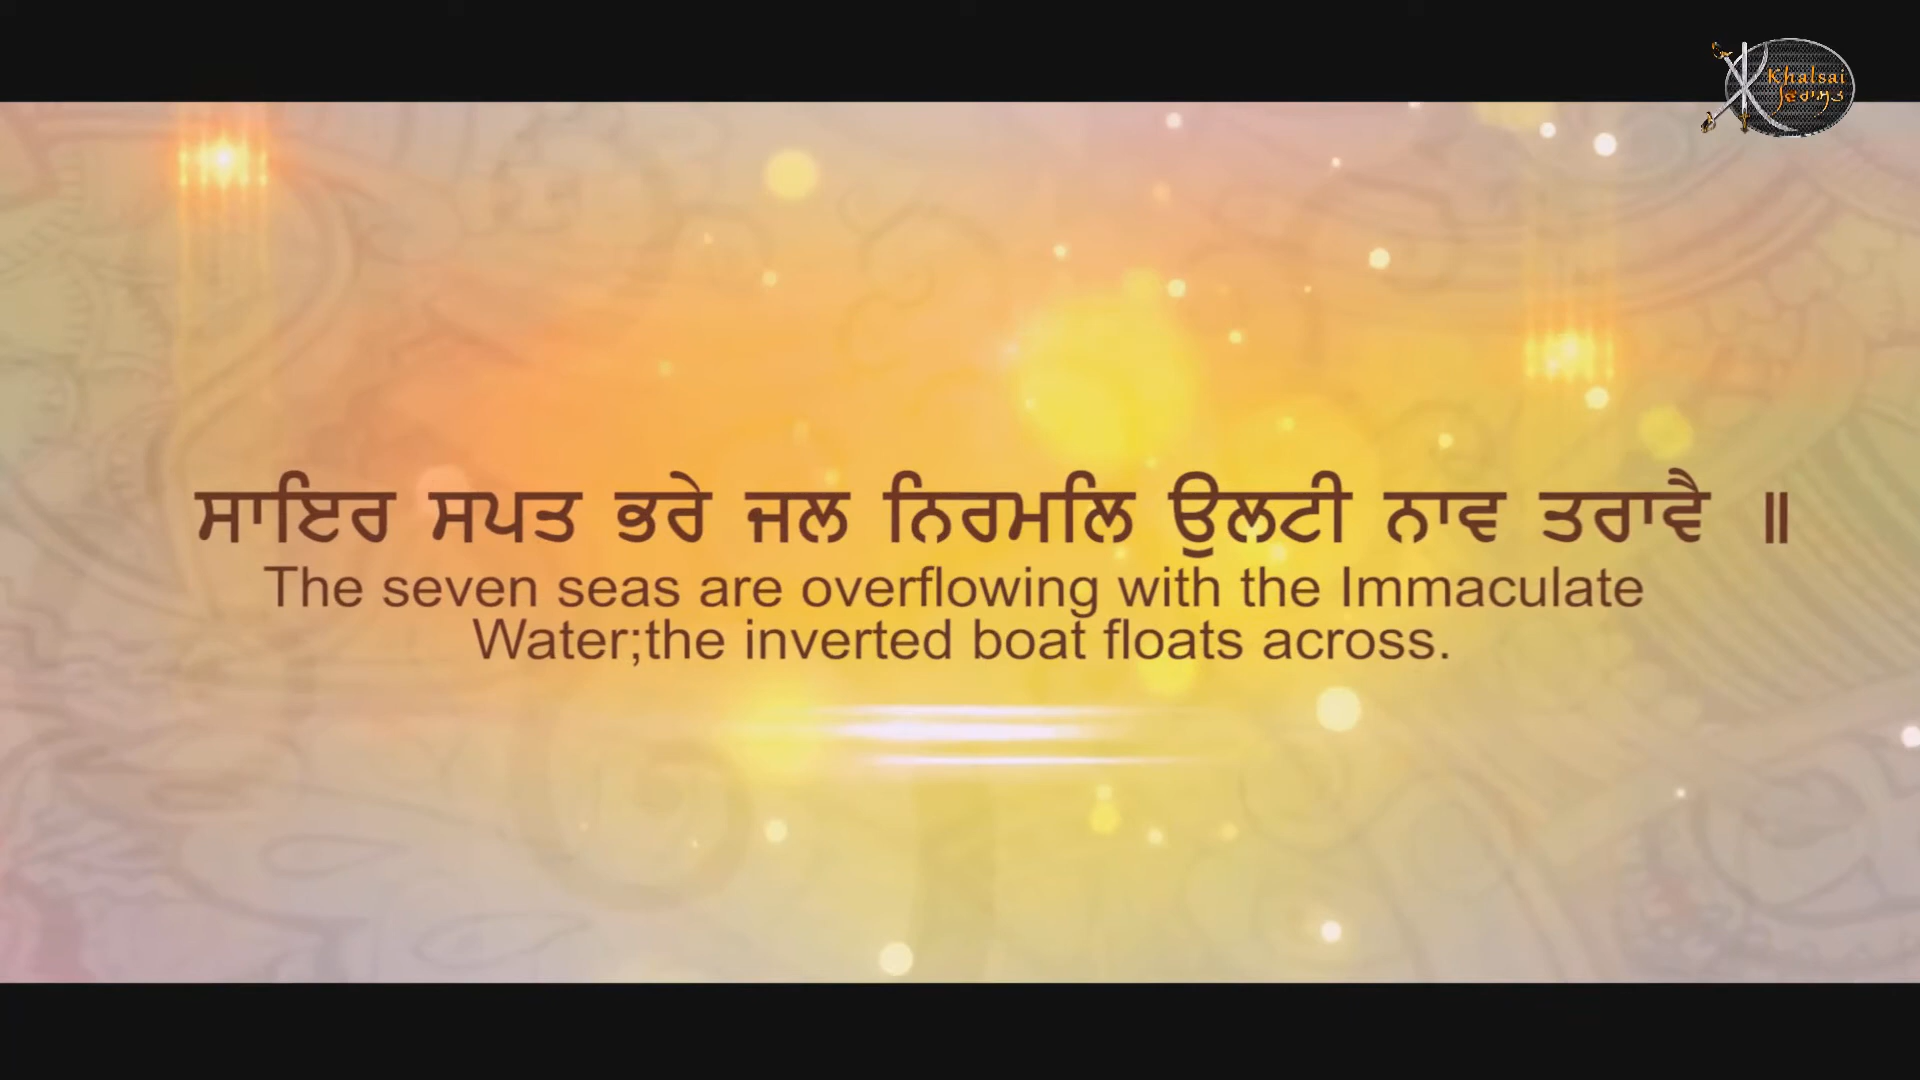 Khalsai
ਵਿਰਾਸਤ
ਸਾਇਰ ਸਪਤ ਭਰੇ ਜਲ ਨਿਰਮਲਿ ਉਲਟੀ ਨਾਵ ਤਰਾਵੈ ॥
The seven seas are overflowing with the Immaculate
Water;the inverted boat floats across.